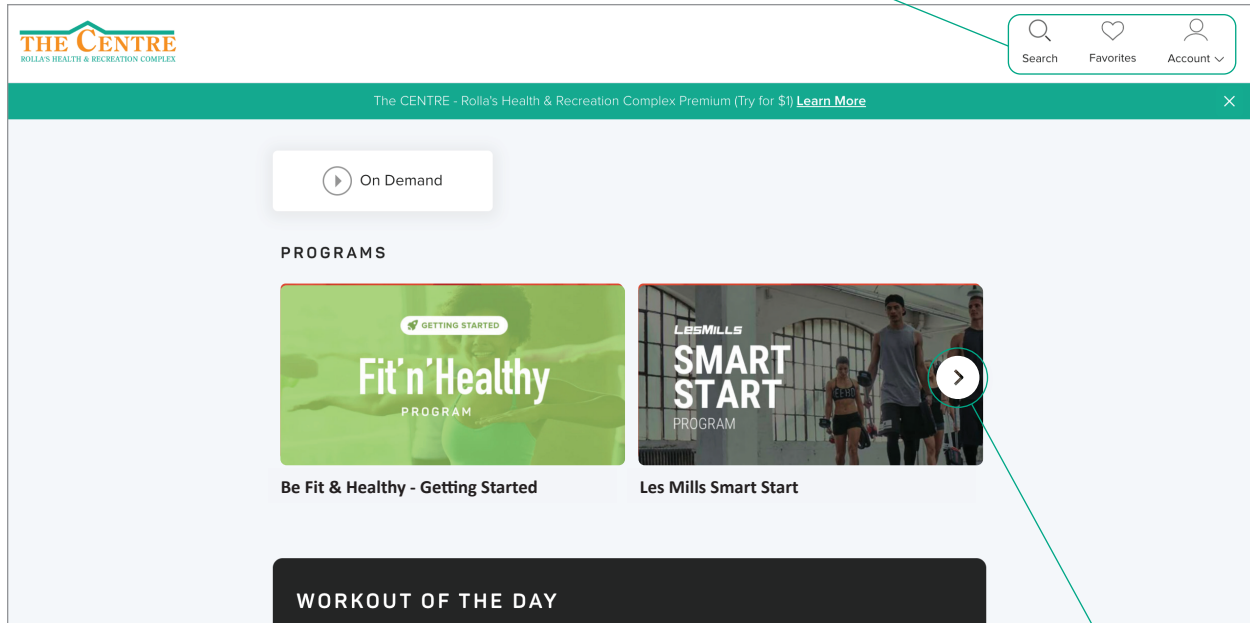 THE CENTRE
ROLLA'S HEALTH & RECREATION COMPLEX
Search
Favorites
Account
The CENTRE - Rolla's Health & Recreation Complex Premium (Try for $1) Learn More
On Demand
PROGRAMS
GETTING STARTED
Fit'n'Healthy
PROGRAM
LesMILLS
SMART
START
PROGRAM
Be Fit & Healthy - Getting Started
Les Mills Smart Start
WORKOUT OF THE DAY